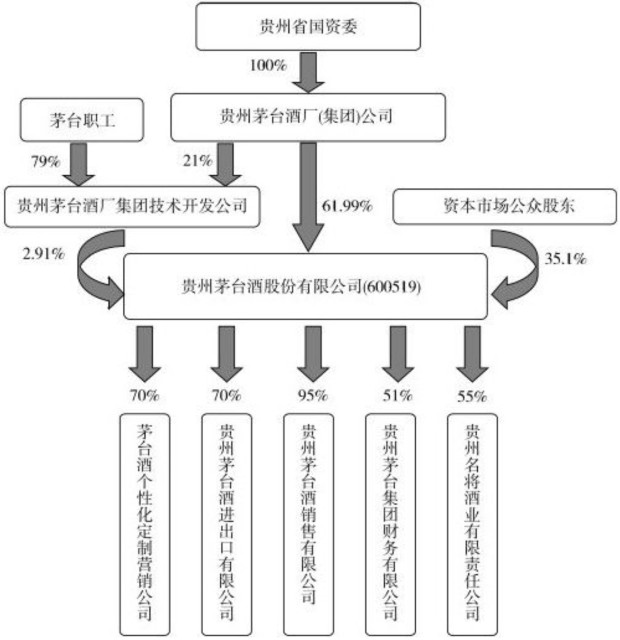 贵州省国资委
100%
茅台职工
贵州茅台酒厂(集团)公司
79%
21%
61.99%
贵州茅台酒厂集团技术开发公司
资本市场公众股东
2.91%
35.1%
贵州茅台酒股份有限公司(600519)
70%
70%
95%
51%
55%
茅台酒个性化定制营销公司
贵州茅台酒进出口有限公司
贵州茅台酒销售有限公司
贵州茅台集团财务有限公司
贵州名将酒业有限责任公司